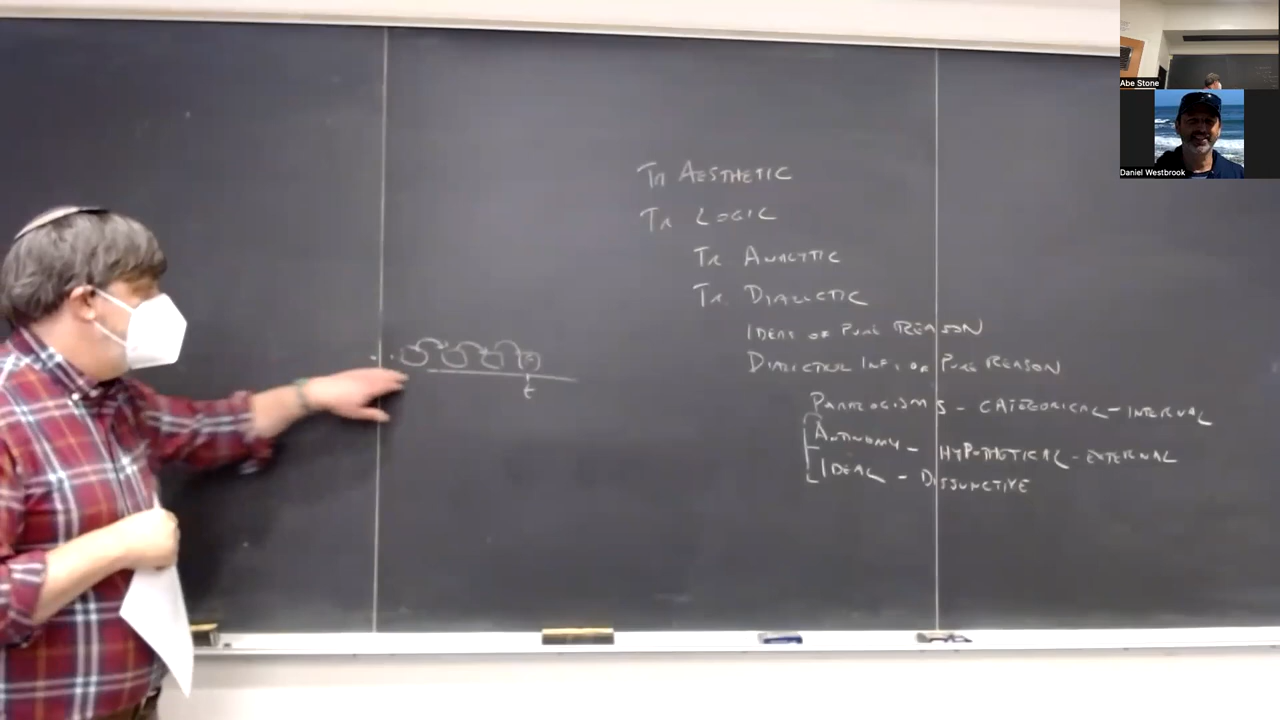 Abe Stone
Daniel Westbrook
Tr AESTHETIC
Tr LOGIC
Tr ANALYTIC
Tr DIALECTIC
IDEAS OF PURE REASON
DIALECTICAL INF. OF PURE REASON
PARALOGISMS - CATEGORICAL - INTERNAL
ANTINOMY - HYPOTHETICAL - EXTERNAL
IDEAL - DISJUNCTIVE
t